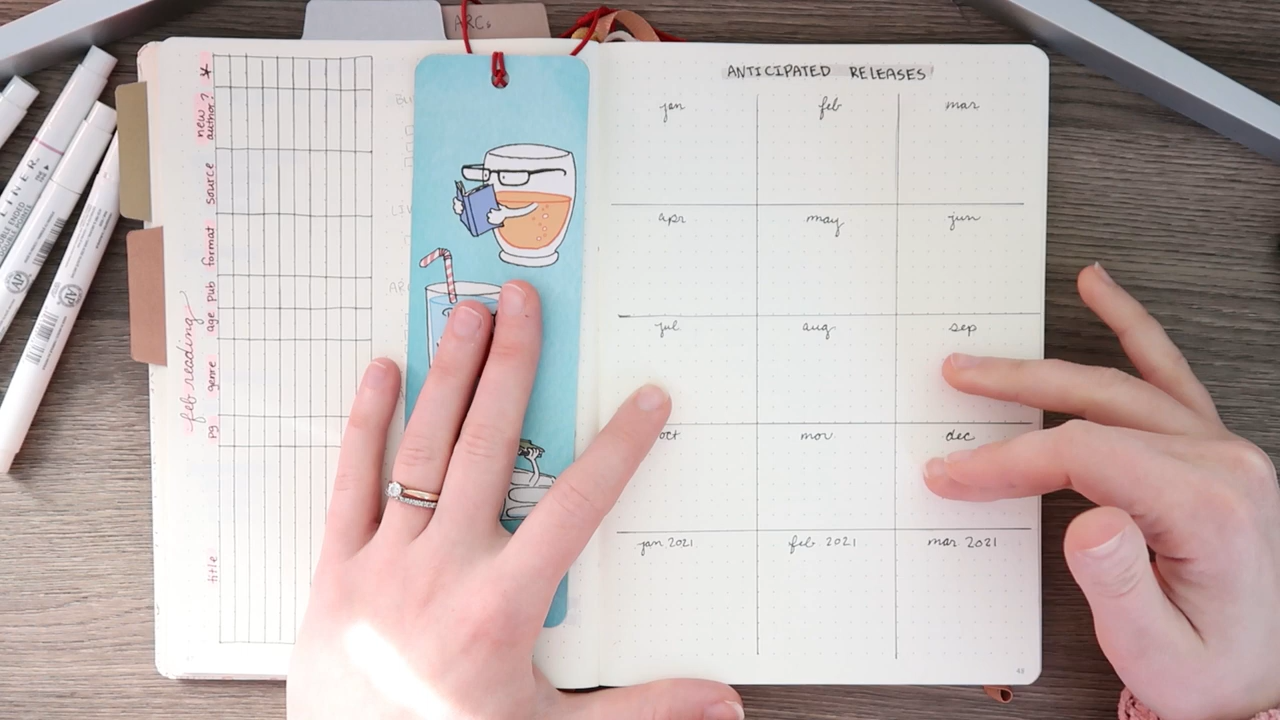 ARCs
*
new author?
source
format
pub
age
genre
pg
title
feb reading
ANTICIPATED RELEASES
jan feb mar
apr may jun
jul aug sep
oct nov dec
jan 2021 feb 2021 mar 2021